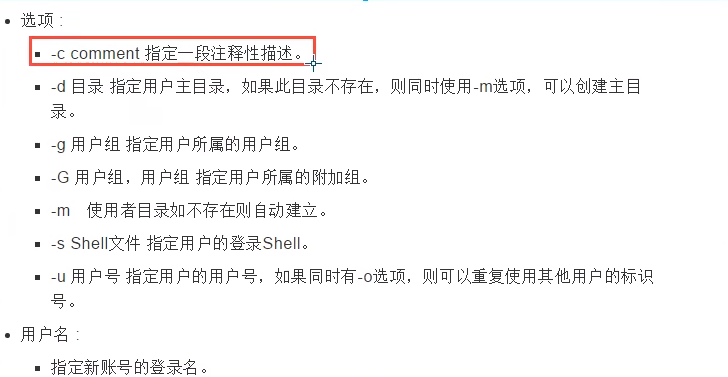 选项 :
-c comment 指定一段注释性描述。
-d 目录 指定用户主目录，如果此目录不存在，则同时使用-m选项，可以创建主目
录。
-g 用户组 指定用户所属的用户组。
-G 用户组，用户组 指定用户所属的附加组。
-m　使用者目录如不存在则自动建立。
-s Shell文件 指定用户的登录Shell。
-u 用户号 指定用户的用户号，如果同时有-o选项，则可以重复使用其他用户的标识
号。
用户名 :
指定新账号的登录名。